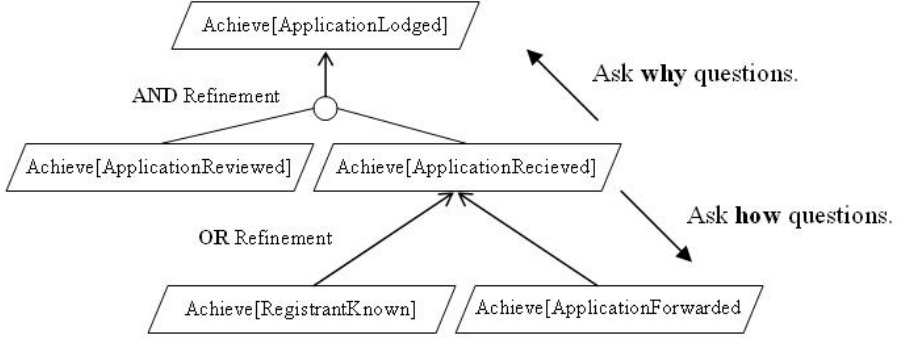 Achieve[ApplicationLodged]
Ask why questions.
AND Refinement
Achieve[ApplicationReviewed]
Achieve[ApplicationRecieved]
Ask how questions.
OR Refinement
Achieve[RegistrantKnown]
Achieve[ApplicationForwarded